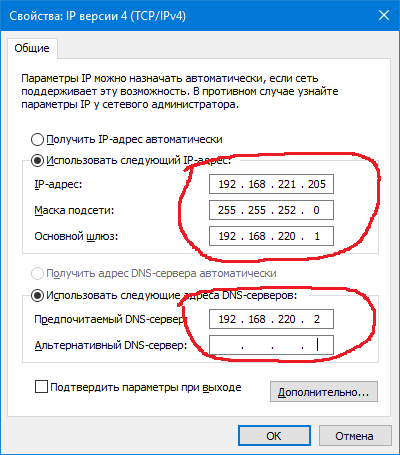 Свойства: IP версии 4 (TCP/IPv4)
Общие
Параметры IP можно назначать автоматически, если сеть
поддерживает эту возможность. В противном случае узнайте
параметры IP у сетевого администратора.
Получить IP-адрес автоматически
Использовать следующий IP-адрес:
IP-адрес: 192 . 168 . 221 . 205
Маска подсети: 255 . 255 . 252 . 0
Основной шлюз: 192 . 168 . 220 . 1
Получить адрес DNS-сервера автоматически
Использовать следующие адреса DNS-серверов:
Предпочитаемый DNS-сервер: 192 . 168 . 220 . 2
Альтернативный DNS-сервер: . . .
Подтвердить параметры при выходе
Дополнительно...
ОК Отмена